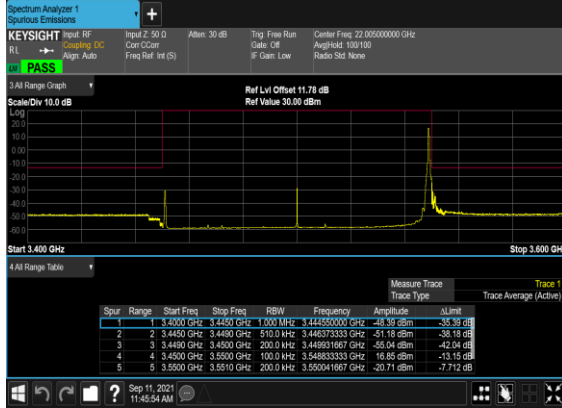 Spectrum Analyzer 1
Spurious Emissions
KEYSIGHT
Input: RF
Coupling: DC
Align: Auto
Input Z: 50 Ω
Corr CCorr
Freq Ref: Int (S)
Atten: 30 dB
Trig: Free Run
Gate: Off
IF Gain: Low
Center Freq: 22.005000000 GHz
Avg|Hold: 100/100
Radio Std: None
R L
PASS
3 All Range Graph
Ref Lvl Offset 11.78 dB
Scale/Div 10.0 dB
Ref Value 30.00 dBm
Log
20.0
10.0
0.00
-10.0
-20.0
-30.0
-40.0
-50.0
-60.0
Start 3.400 GHz
Stop 3.600 GH
4 All Range Table
Measure Trace Trace 1
Trace Type Trace Average (Active)
Spur Range Start Freq Stop Freq RBW Frequency Amplitude ΔLimit
1 1 3.4000 GHz 3.4450 GHz 1.000 MHz 3.444550000 GHz -48.39 dBm -35.39 dB
2 2 3.4450 GHz 3.4490 GHz 510.0 kHz 3.446373333 GHz -51.18 dBm -38.18 dB
3 3 3.4490 GHz 3.4500 GHz 200.0 kHz 3.449931667 GHz -55.04 dBm -42.04 dB
4 4 3.4500 GHz 3.5500 GHz 100.0 kHz 3.548833333 GHz 16.85 dBm -13.15 dB
5 5 3.5500 GHz 3.5510 GHz 200.0 kHz 3.550041667 GHz -20.71 dBm -7.712 dB
Sep 11, 2021
11:45:54 AM